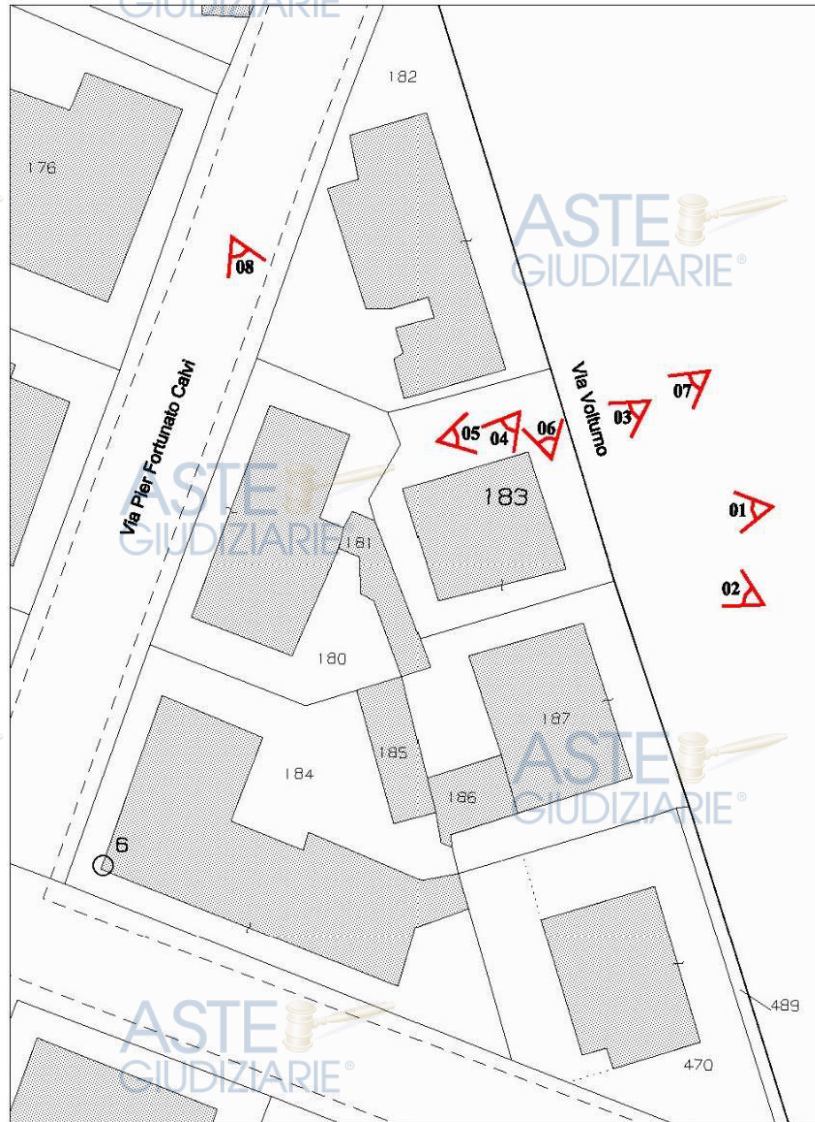 GIUDIZIARIE
182
176
ASTE
GIUDIZIARIE®
08
Via Pier Fortunato Calvi
Via Volturno
07
03
05
04
06
ASTE
GIUDIZIARIE®
183
01
181
02
180
187
ASTE
GIUDIZIARIE®
185
184
186
6
489
ASTE
GIUDIZIARIE®
470